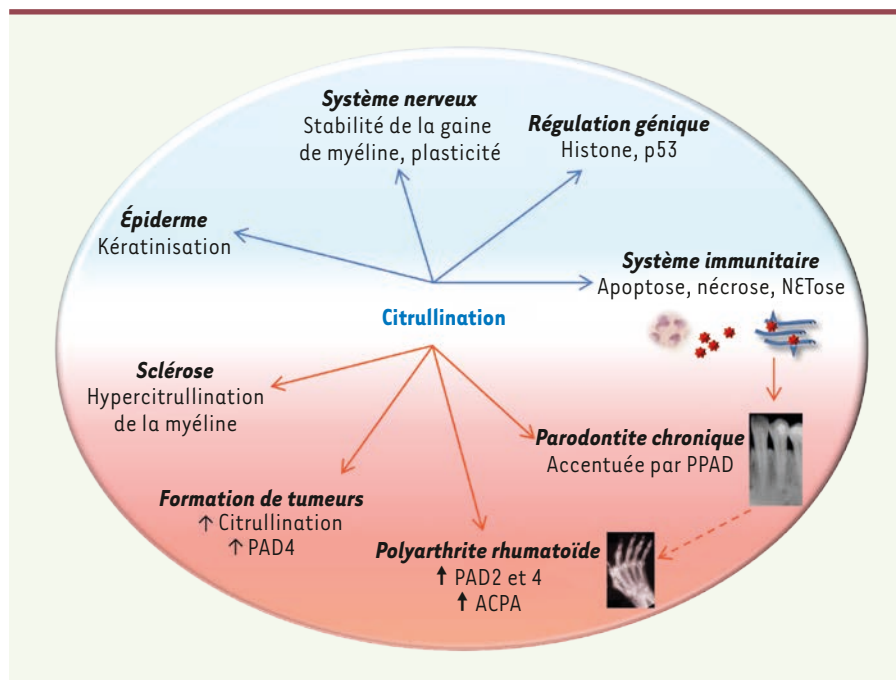 Système nerveux
Stabilité de la gaine
de myéline, plasticité
Régulation génique
Histone, p53
Épiderme
Kératinisation
Système immunitaire
Apoptose, nécrose, NETose
Citrullination
Sclérose
Hypercitrullination
de la myéline
Parodontite chronique
Accentuée par PPAD
Formation de tumeurs
↑ Citrullination
↑ PAD4
Polyarthrite rhumatoïde
↑ PAD2 et 4
↑ ACPA